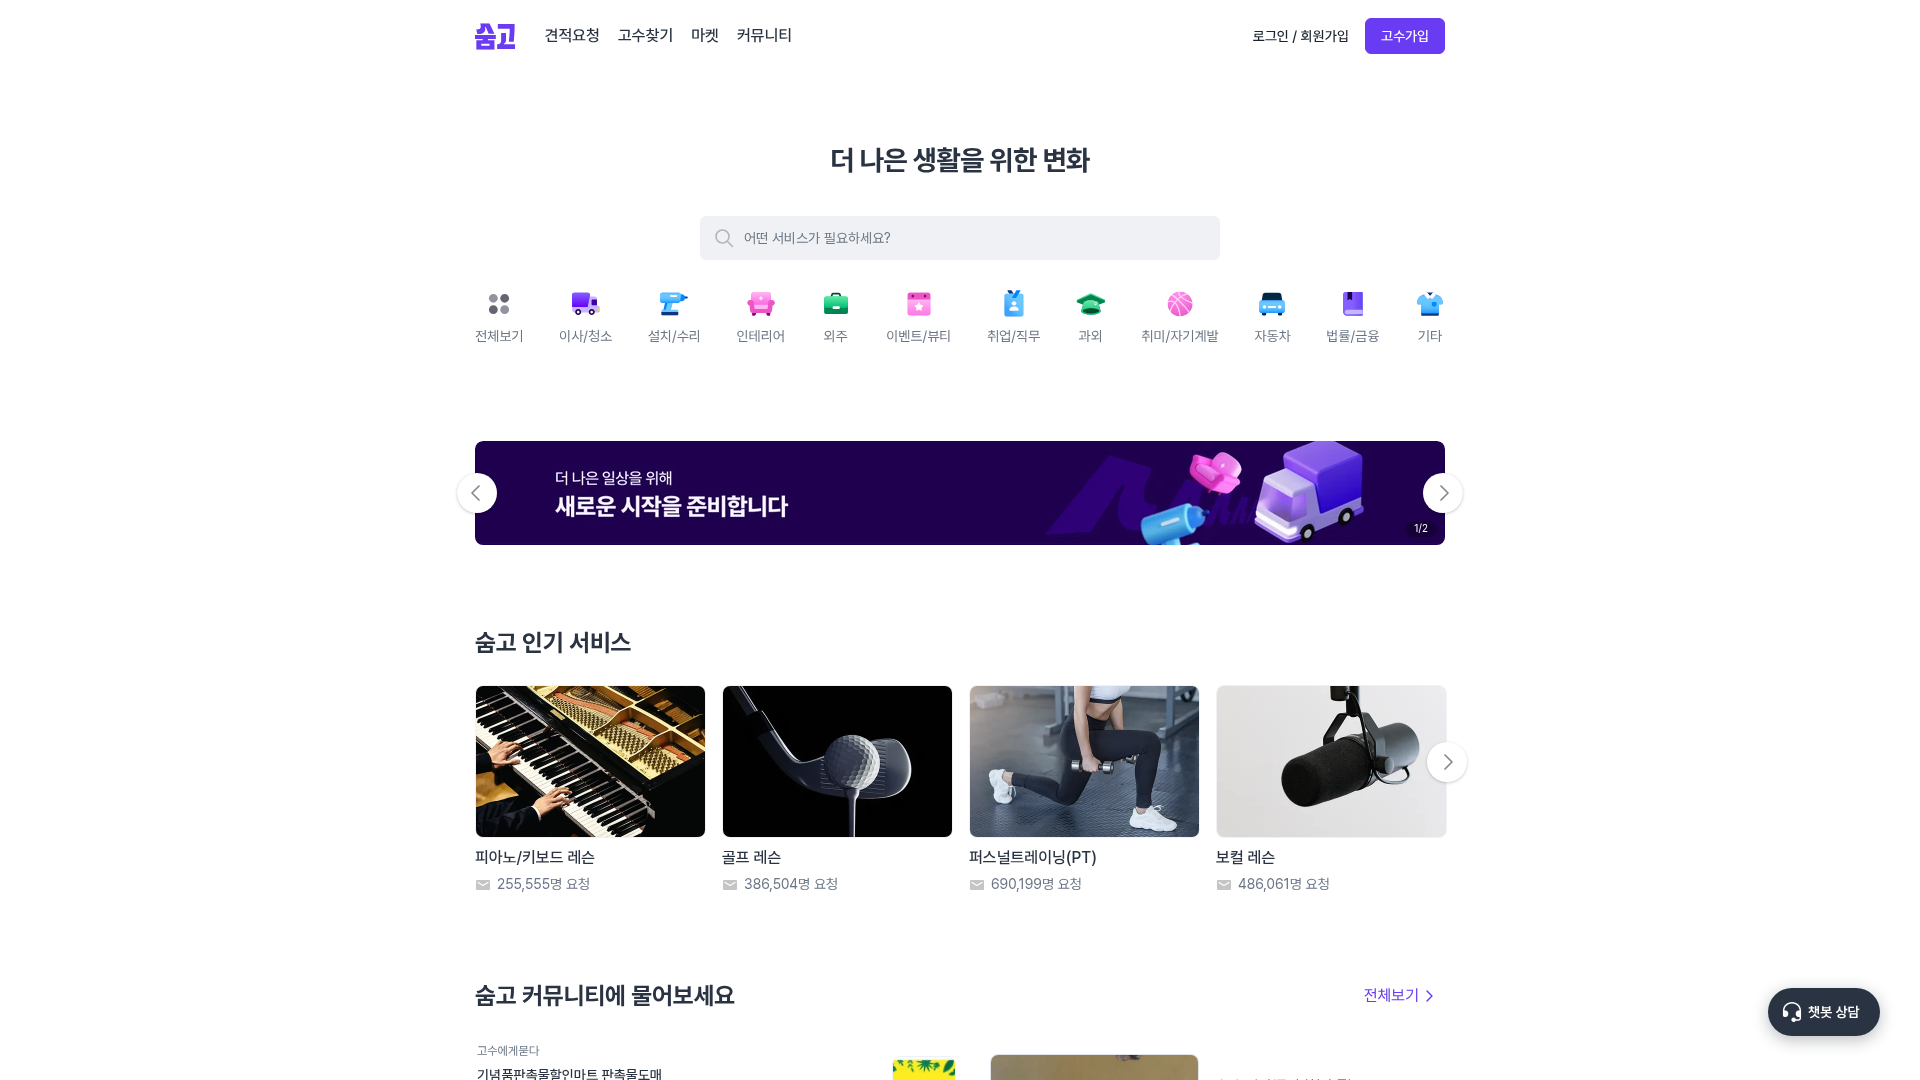 숨고
견적요청
고수찾기
마켓
커뮤니티
로그인 / 회원가입
고수가입
더 나은 생활을 위한 변화
어떤 서비스가 필요하세요?
전체보기
이사/청소
설치/수리
인테리어
외주
이벤트/뷰티
취업/직무
과외
취미/자기계발
자동차
법률/금융
기타
더 나은 일상을 위해
새로운 시작을 준비합니다
1/2
숨고 인기 서비스
피아노/키보드 레슨
255,555명 요청
골프 레슨
386,504명 요청
퍼스널트레이닝(PT)
690,199명 요청
보컬 레슨
486,061명 요청
숨고 커뮤니티에 물어보세요
전체보기
고수에게묻다
기념품판촉물할인마트 판촉물도매
챗봇 상담